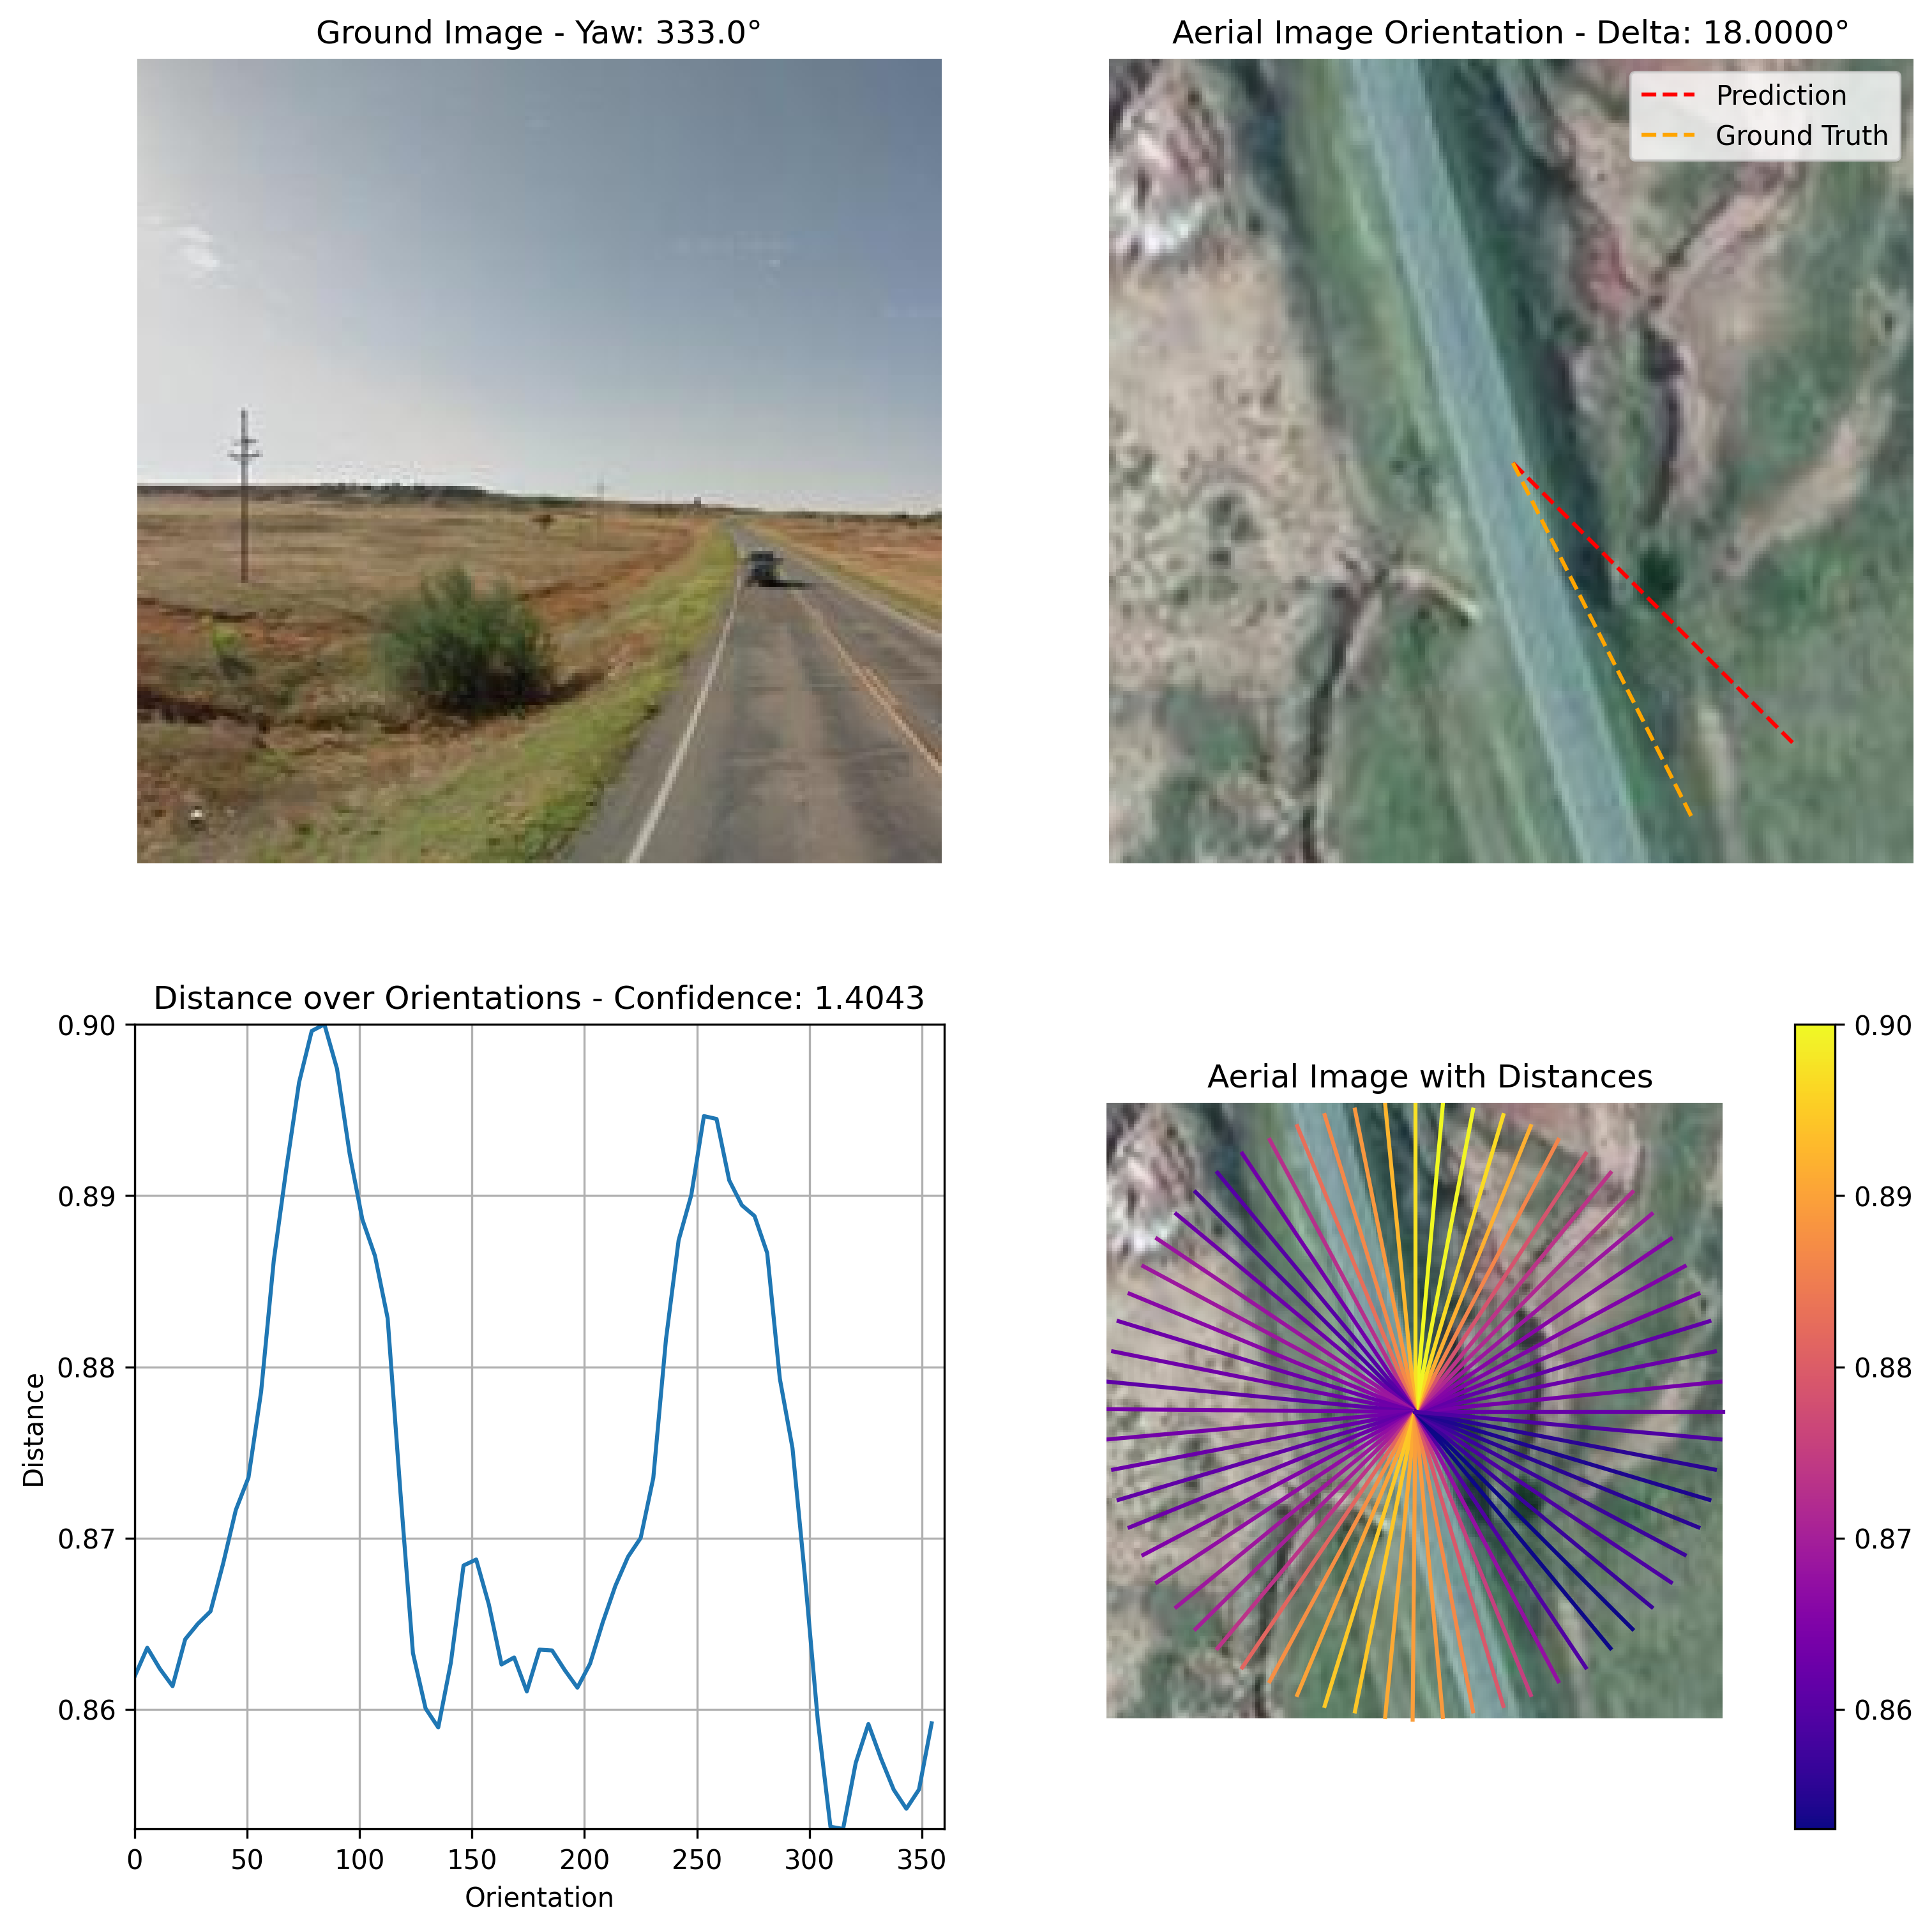 Ground Image - Yaw: 333.0°
Aerial Image Orientation - Delta: 18.0000°
Prediction
Ground Truth
Distance over Orientations - Confidence: 1.4043
0.90
0.89
0.88
0.87
0.86
Distance
0 50 100 150 200 250 300 350
Orientation
Aerial Image with Distances
0.90
0.89
0.88
0.87
0.86